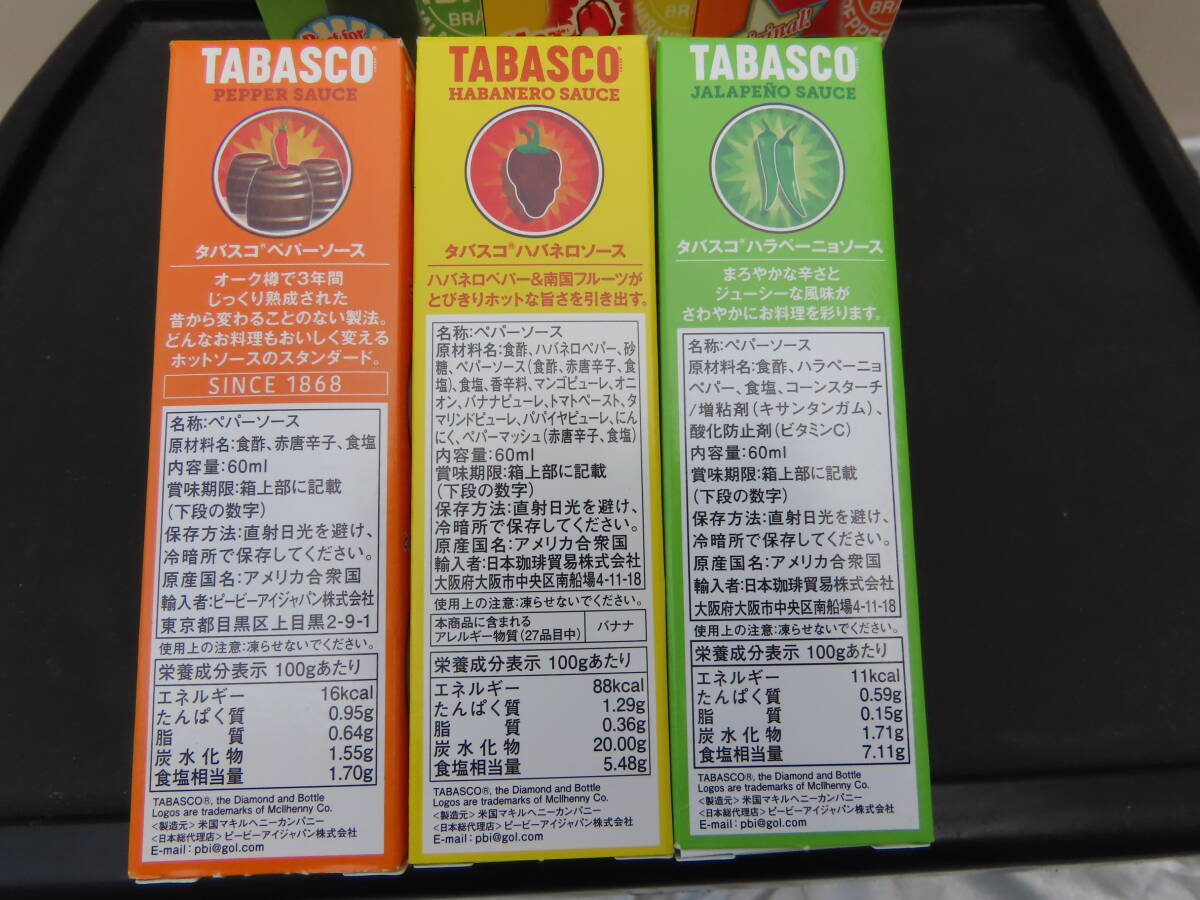 TABASCO®
PEPPER SAUCE
タバスコ®ペパーソース
オーク樽で3年間
じっくり熟成された
昔から変わることのない製法。
どんなお料理もおいしく変える
ホットソースのスタンダード。
SINCE 1868
名称:ペパーソース
原材料名:食酢、赤唐辛子、食塩
内容量:60ml
賞味期限:箱上部に記載
(下段の数字)
保存方法:直射日光を避け、
冷暗所で保存してください。
原産国名:アメリカ合衆国
輸入者:ピービーアイジャパン株式会社
東京都目黒区上目黒2-9-1
使用上の注意:凍らせないでください。
栄養成分表示 100gあたり
エネルギー 16kcal
たんぱく質 0.95g
脂質 0.64g
炭水化物 1.55g
食塩相当量 1.70g
TABASCO®, the Diamond and Bottle
Logos are trademarks of McIlhenny Co.
<製造元>米国マキルヘニーカンパニー
<日本総代理店>ピービーアイジャパン株式会社
E-mail:pbi@gol.com
TABASCO®
HABANERO SAUCE
タバスコ®ハバネロソース
ハバネロペパー&南国フルーツが
とびきりホットな旨さを引き出す。
名称:ペパーソース
原材料名:食酢、ハバネロペパー、砂
糖、ペパーソース(食酢、赤唐辛子、食
塩)、食塩、香辛料、マンゴピューレ、オニ
オン、バナナピューレ、トマトペースト、タ
マリンドピューレ、パパイヤピューレ、にん
にく、ペパーマッシュ(赤唐辛子、食塩)
内容量:60ml
賞味期限:箱上部に記載
(下段の数字)
保存方法:直射日光を避け、
冷暗所で保存してください。
原産国名:アメリカ合衆国
輸入者:日本珈琲貿易株式会社
大阪府大阪市中央区南船場4-11-18
使用上の注意:凍らせないでください。
本商品に含まれる
アレルギー物質(27品目中) バナナ
栄養成分表示 100gあたり
エネルギー 88kcal
たんぱく質 1.29g
脂質 0.36g
炭水化物 20.00g
食塩相当量 5.48g
TABASCO®, the Diamond and Bottle
Logos are trademarks of McIlhenny Co.
<製造元>米国マキルヘニーカンパニー
<日本総代理店>ピービーアイジャパン株式会社
E-mail:pbi@gol.com
TABASCO®
JALAPEÑO SAUCE
タバスコ®ハラペーニョソース
まろやかな辛さと
ジューシーな風味が
さわやかにお料理を彩ります。
名称:ペパーソース
原材料名:食酢、ハラペーニョ
ペパー、食塩、コーンスターチ
/増粘剤(キサンタンガム)、
酸化防止剤(ビタミンC)
内容量:60ml
賞味期限:箱上部に記載
(下段の数字)
保存方法:直射日光を避け、
冷暗所で保存してください。
原産国名:アメリカ合衆国
輸入者:日本珈琲貿易株式会社
大阪府大阪市中央区南船場4-11-18
使用上の注意:凍らせないでください。
栄養成分表示 100gあたり
エネルギー 11kcal
たんぱく質 0.59g
脂質 0.15g
炭水化物 1.71g
食塩相当量 7.11g
TABASCO®, the Diamond and Bottle
Logos are trademarks of McIlhenny Co.
<製造元>米国マキルヘニーカンパニー
<日本総代理店>ピービーアイジャパン株式会社
E-mail:pbi@gol.com